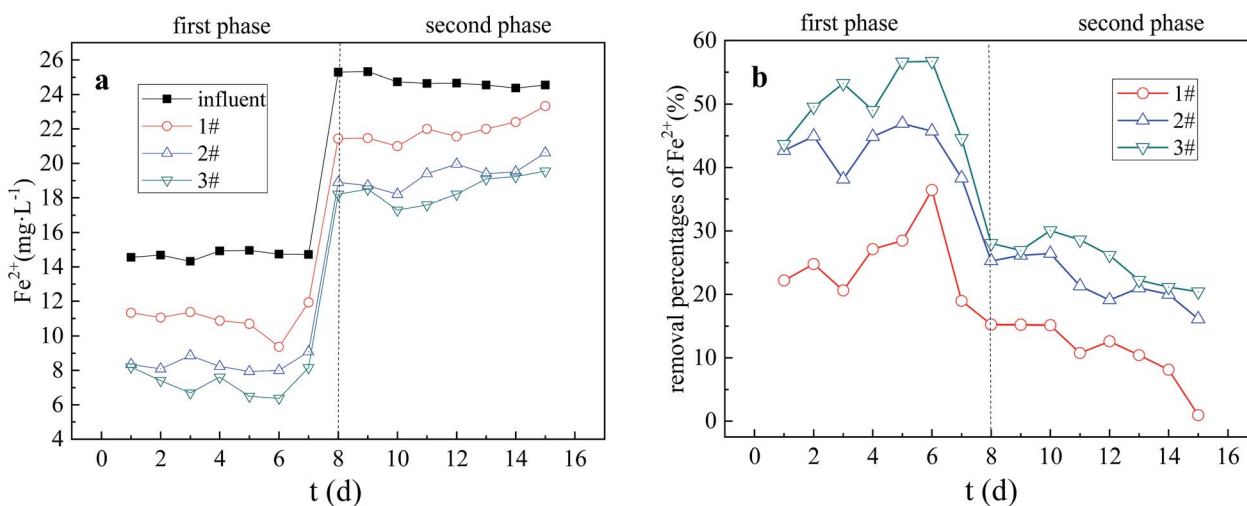 first phase second phase
a
influent
1#
2#
3#
26
24
22
20
18
16
14
12
10
8
6
4
Fe²⁺(mg·L⁻¹)
0 2 4 6 8 10 12 14 16
t (d)
first phase second phase
b
1#
2#
3#
60
50
40
30
20
10
0
removal percentages of Fe²⁺(%)
0 2 4 6 8 10 12 14 16
t (d)